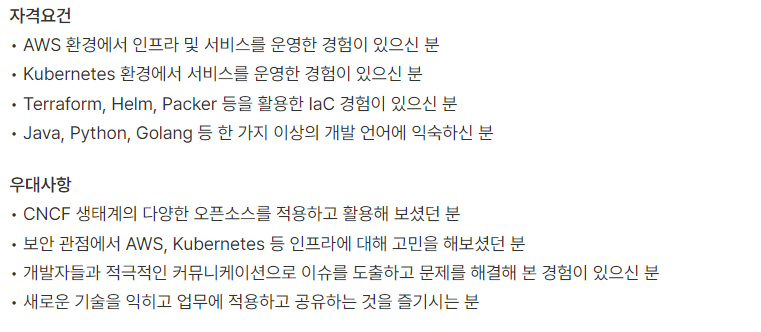 자격요건
• AWS 환경에서 인프라 및 서비스를 운영한 경험이 있으신 분
• Kubernetes 환경에서 서비스를 운영한 경험이 있으신 분
• Terraform, Helm, Packer 등을 활용한 IaC 경험이 있으신 분
• Java, Python, Golang 등 한 가지 이상의 개발 언어에 익숙하신 분
우대사항
• CNCF 생태계의 다양한 오픈소스를 적용하고 활용해 보셨던 분
• 보안 관점에서 AWS, Kubernetes 등 인프라에 대해 고민을 해보셨던 분
• 개발자들과 적극적인 커뮤니케이션으로 이슈를 도출하고 문제를 해결해 본 경험이 있으신 분
• 새로운 기술을 익히고 업무에 적용하고 공유하는 것을 즐기시는 분